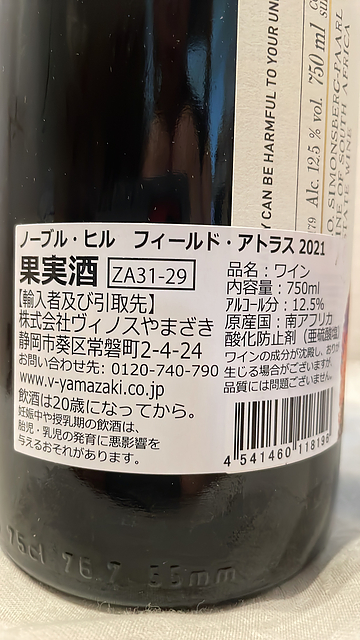 Y CAN BE HARMFUL TO YOUR UN
Alc. 12.5 % vol. 750 ml
O. SIMONSBERG-PAARL
OF SOUTH AFRICA
ノーブル・ヒル フィールド・アトラス 2021
果実酒 ZA31-29
【輸入者及び引取先】
株式会社ヴィノスやまざき
静岡市葵区常磐町2-4-24
お問い合わせ先: 0120-740-790
www.v-yamazaki.co.jp
飲酒は20歳になってから。
妊娠中や授乳期の飲酒は、
胎児・乳児の発育に悪影響を
与えるおそれがあります。
品名：ワイン
内容量：750ml
ｱﾙｺｰﾙ分：12.5%
原産国：南アフリカ
酸化防止剤（亜硫酸塩
ワインの成分が沈殿し、おり
生じる場合がございますが、
品質には問題ございません。
4 541460 118196
75cl 76.7 55mm